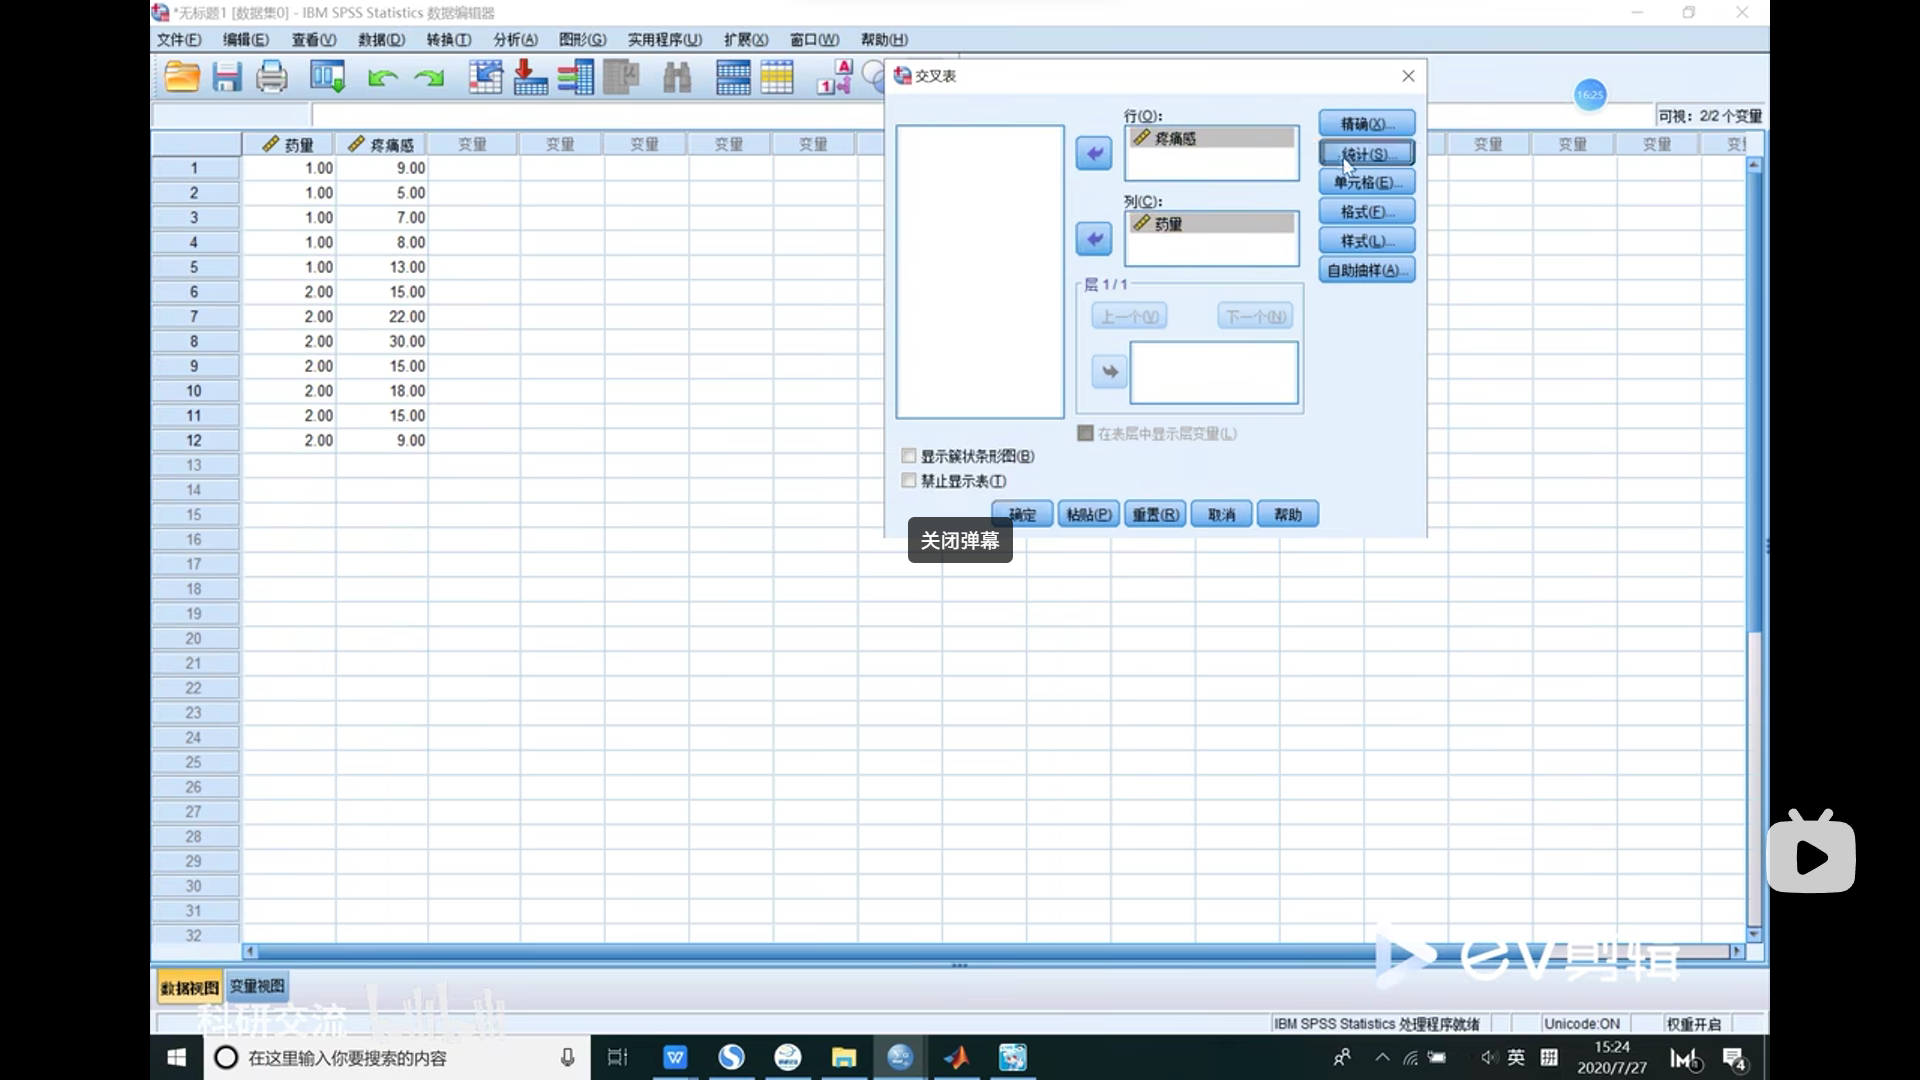 *无标题1 [数据集0] - IBM SPSS Statistics 数据编辑器
文件(F) 编辑(E) 查看(V) 数据(D) 转换(T) 分析(A) 图形(G) 实用程序(U) 扩展(X) 窗口(W) 帮助(H)
交叉表
16:25
可视: 2/2 个变量
药量 疼痛感 变量 变量 变量 变量 变量 变量 变量 变量
1 1.00 9.00
2 1.00 5.00
3 1.00 7.00
4 1.00 8.00
5 1.00 13.00
6 2.00 15.00
7 2.00 22.00
8 2.00 30.00
9 2.00 15.00
10 2.00 18.00
11 2.00 15.00
12 2.00 9.00
13
14
15
16
17
18
19
20
21
22
23
24
25
26
27
28
29
30
31
32
行(O):
疼痛感
列(C):
药量
层 1 / 1
上一个(V) 下一个(N)
在表层中显示层变量(L)
精确(X)...
统计(S)...
单元格(E)...
格式(F)...
样式(L)...
自助抽样(A)...
显示簇状条形图(B)
禁止显示表(T)
确定 粘贴(P) 重置(R) 取消 帮助
关闭弹幕
ev剪辑
数据视图 变量视图
科研交流
IBM SPSS Statistics 处理程序就绪 Unicode:ON 权重开启
在这里输入你要搜索的内容
英
15:24
2020/7/27
4